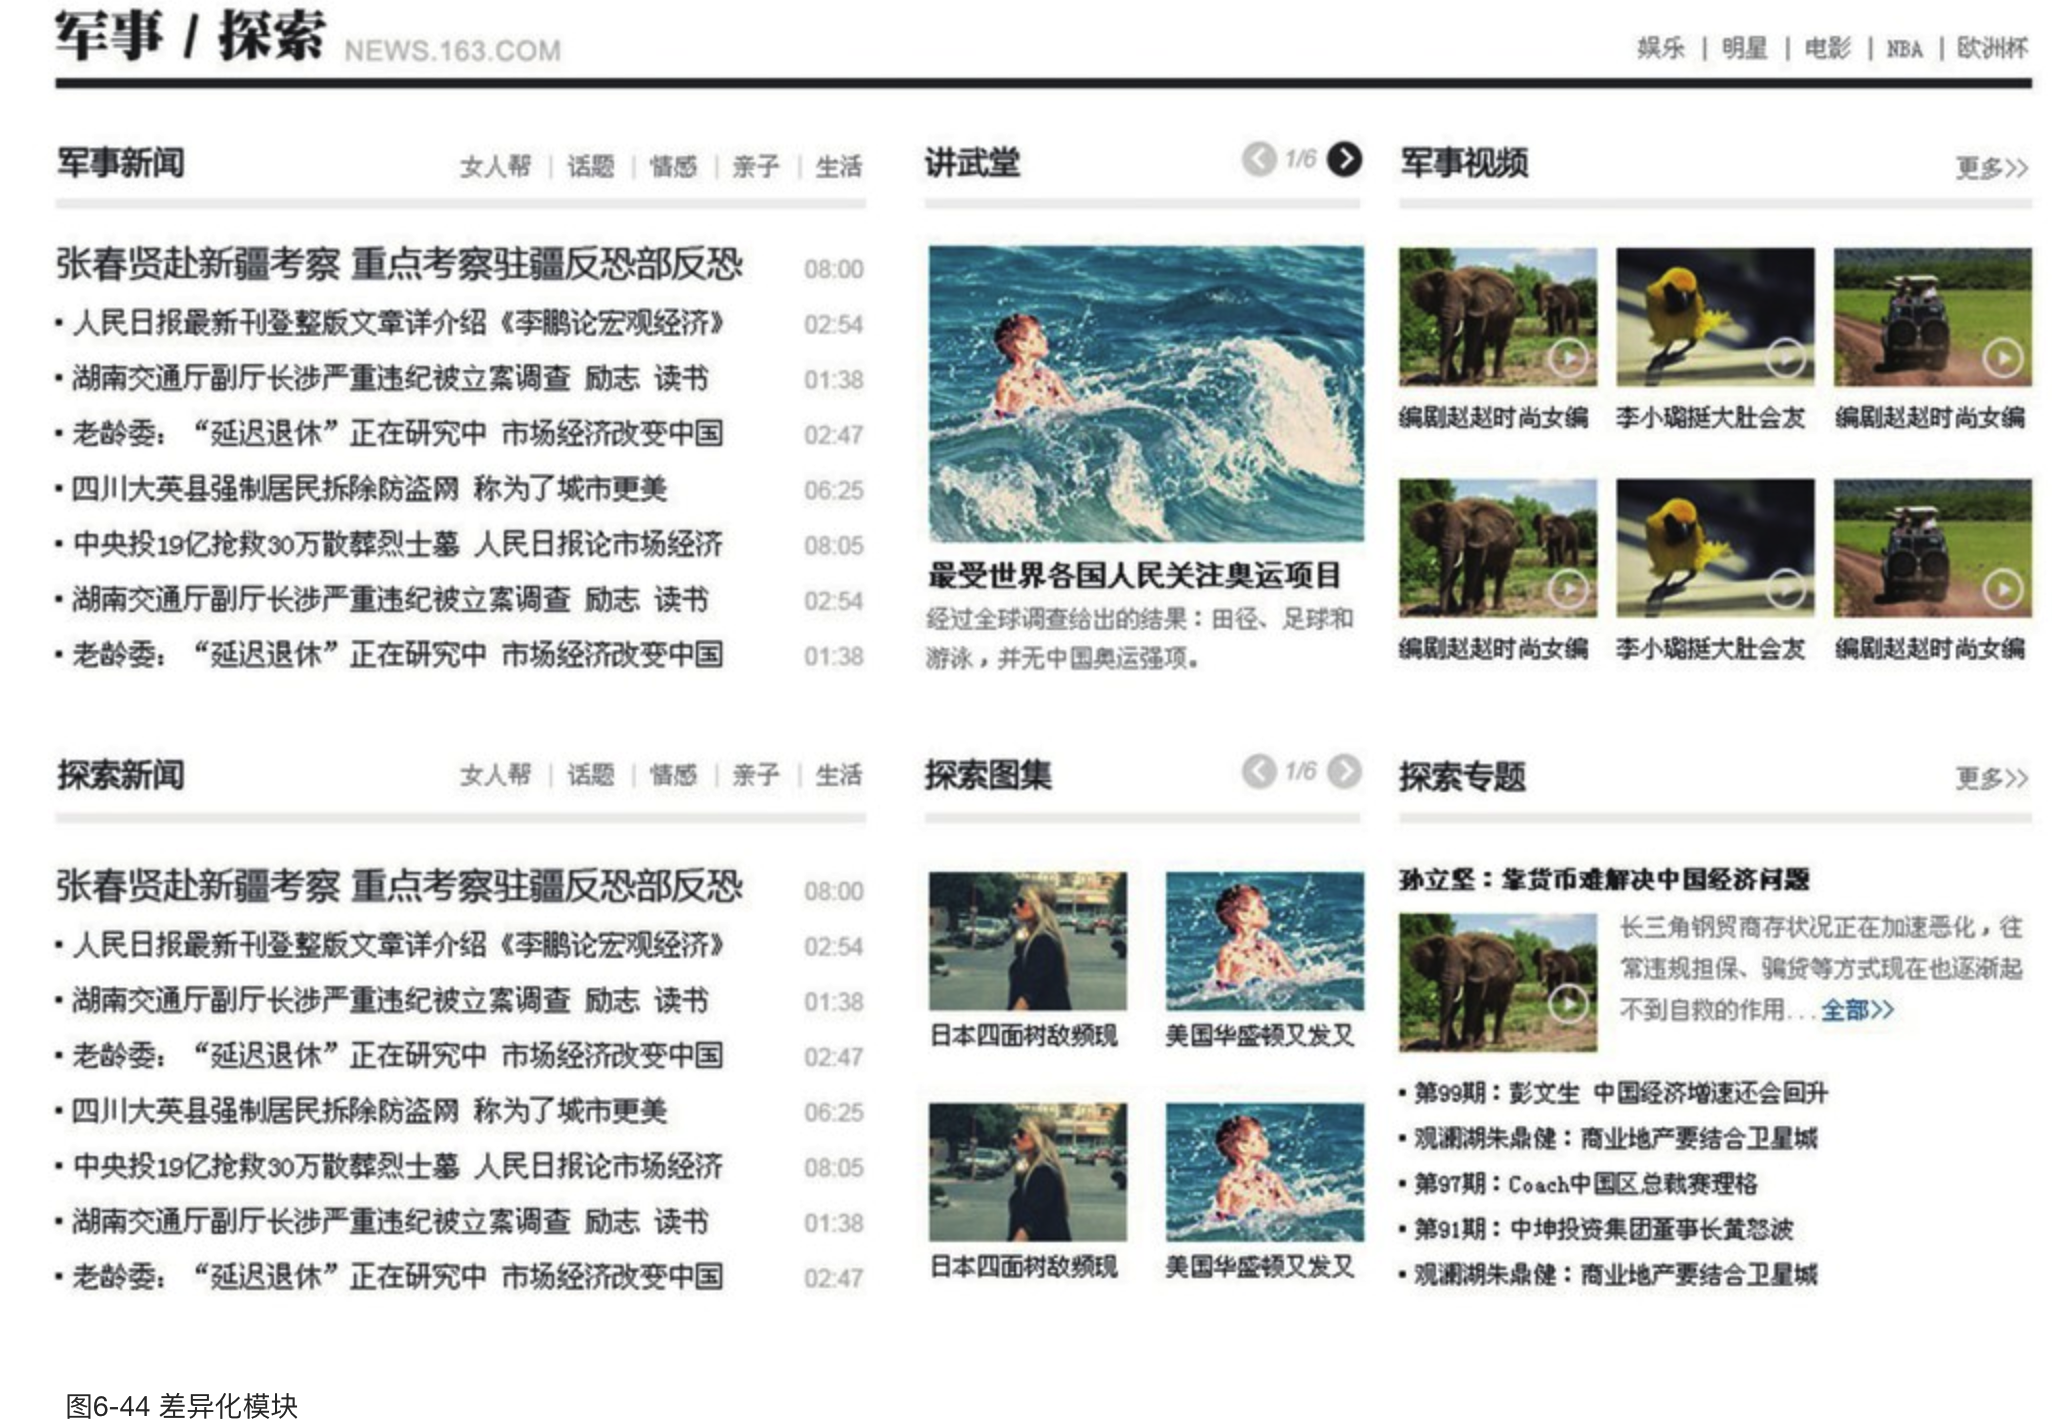 军事 / 探索 NEWS.163.COM
娱乐 | 明星 | 电影 | NBA | 欧洲杯
军事新闻
女人帮 | 话题 | 情感 | 亲子 | 生活
张春贤赴新疆考察 重点考察驻疆反恐部反恐 08:00
▪ 人民日报最新刊登整版文章详介绍《李鹏论宏观经济》 02:54
▪ 湖南交通厅副厅长涉严重违纪被立案调查 励志 读书 01:38
▪ 老龄委：“延迟退休”正在研究中 市场经济改变中国 02:47
▪ 四川大英县强制居民拆除防盗网 称为了城市更美 06:25
▪ 中央投19亿抢救30万散葬烈士墓 人民日报论市场经济 08:05
▪ 湖南交通厅副厅长涉严重违纪被立案调查 励志 读书 02:54
▪ 老龄委：“延迟退休”正在研究中 市场经济改变中国 01:38
讲武堂
1/6
最受世界各国人民关注奥运项目
经过全球调查给出的结果：田径、足球和
游泳，并无中国奥运强项。
军事视频
更多>>
编剧赵赵时尚女编
李小璐挺大肚会友
编剧赵赵时尚女编
编剧赵赵时尚女编
李小璐挺大肚会友
编剧赵赵时尚女编
探索新闻
女人帮 | 话题 | 情感 | 亲子 | 生活
张春贤赴新疆考察 重点考察驻疆反恐部反恐 08:00
▪ 人民日报最新刊登整版文章详介绍《李鹏论宏观经济》 02:54
▪ 湖南交通厅副厅长涉严重违纪被立案调查 励志 读书 01:38
▪ 老龄委：“延迟退休”正在研究中 市场经济改变中国 02:47
▪ 四川大英县强制居民拆除防盗网 称为了城市更美 06:25
▪ 中央投19亿抢救30万散葬烈士墓 人民日报论市场经济 08:05
▪ 湖南交通厅副厅长涉严重违纪被立案调查 励志 读书 01:38
▪ 老龄委：“延迟退休”正在研究中 市场经济改变中国 02:47
探索图集
1/6
日本四面树敌频现
美国华盛顿又发又
日本四面树敌频现
美国华盛顿又发又
探索专题
更多>>
孙立坚：靠货币难解决中国经济问题
长三角钢贸商存状况正在加速恶化，往
常违规担保、骗贷等方式现在也逐渐起
不到自救的作用...全部>>
▪ 第99期：彭文生 中国经济增速还会回升
▪ 观澜湖朱鼎健：商业地产要结合卫星城
▪ 第97期：Coach中国区总裁赛理格
▪ 第91期：中坤投资集团董事长黄怒波
▪ 观澜湖朱鼎健：商业地产要结合卫星城
图6-44 差异化模块